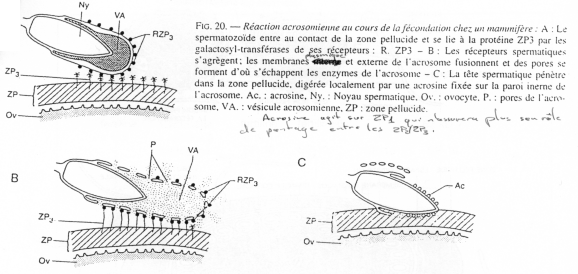 Ny
VA
RZP3
ZP3
ZP
Ov
FIG. 20. — Réaction acrosomienne au cours de la fécondation chez un mammifère : A : Le
spermatozoïde entre au contact de la zone pellucide et se lie à la protéine ZP3 par les
galactosyl-transférases de ses récepteurs : R. ZP3 – B : Les récepteurs spermatiques
s'agrègent; les membranes plasmique et externe de l'acrosome fusionnent et des pores se
forment d'où s'échappent les enzymes de l'acrosome – C : La tête spermatique pénètre
dans la zone pellucide, digérée localement par une acrosine fixée sur la paroi inerne de
l'acrosome. Ac. : acrosine, Ny. : Noyau spermatique, Ov. : ovocyte, P. : pores de l'acro-
some, VA. : vésicule acrosomienne, ZP : zone pellucide.
Acrosine agit sur ZP1 qui n'assurera plus son rôle
de pontage entre les ZP2/ZP3.
B
P
VA
RZP3
ZP3
ZP
Ov
C
Ac
ZP
Ov